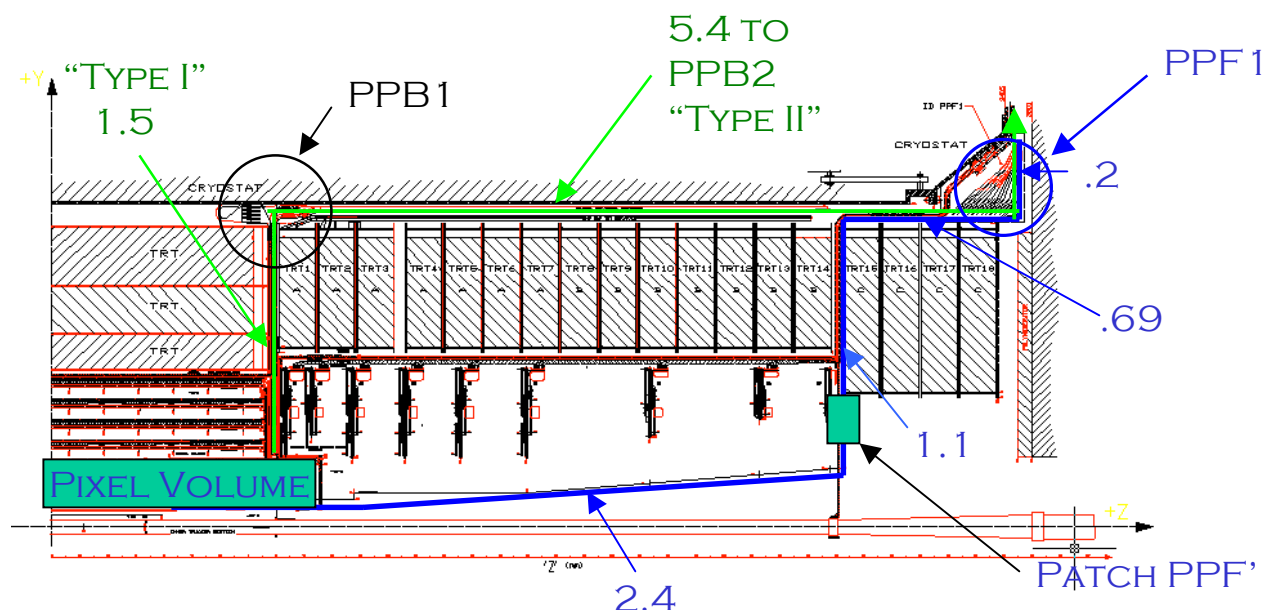 5.4 TO
PPB2
"TYPE II"
PPF1
+Y
"TYPE I"
1.5
PPB1
ID PPF1
CRYOSTAT
.2
CRYOSTAT
TRT
TRT
TRT
TRT1 TRT2 TRT3 TRT4 TRT5 TRT6 TRT7 TRT8 TRT9 TRT10 TRT11 TRT12 TRT13 TRT14 TRT15 TRT16 TRT17 TRT18
A A A A A A A B B B B B B B C C C C
.69
1.1
PIXEL VOLUME
+Z
'Z' (mm)
PATCH PPF'
2.4